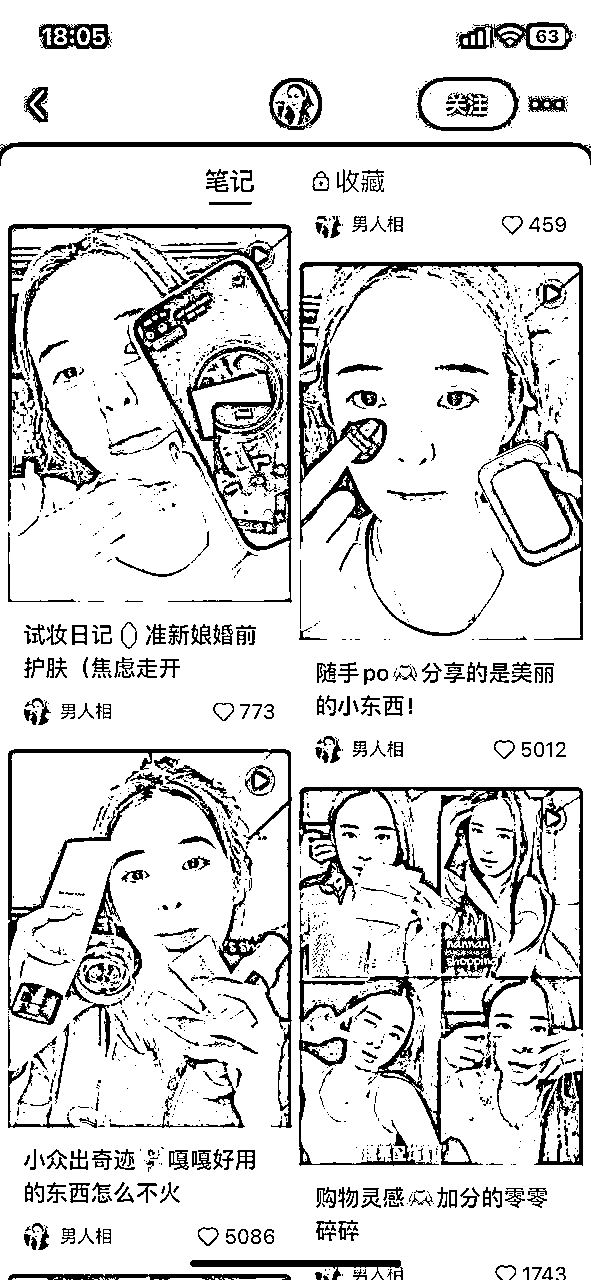 18:05
63
关注
笔记
收藏
男人相
459
试妆日记 准新娘婚前
护肤（焦虑走开
男人相
773
随手po 分享的是美丽
的小东西！
男人相
5012
小众出奇迹 嘎嘎好用
的东西怎么不火
男人相
5086
hannah
shopping
购物灵感 加分的零零
碎碎
男人相
1743